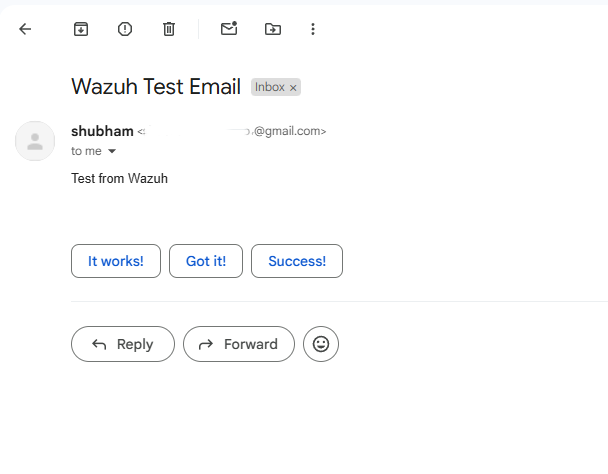 Wazuh Test Email Inbox ×
shubham @gmail.com>
to me
Test from Wazuh
It works! Got it! Success!
Reply Forward